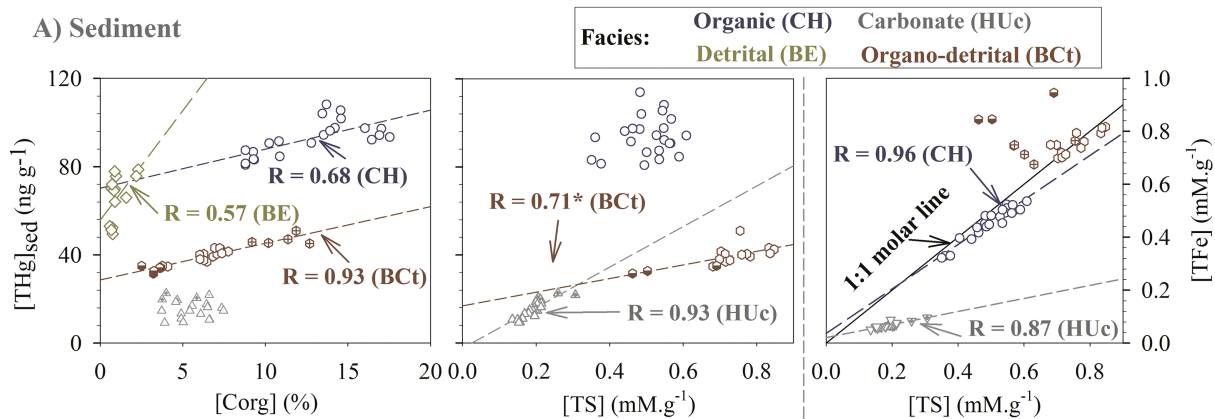 A) Sediment
Facies:
Organic (CH) Carbonate (HUc)
Detrital (BE) Organo-detrital (BCt)
[THg]sed (ng g⁻¹)
120
80
40
0
R = 0.68 (CH)
R = 0.57 (BE)
R = 0.93 (BCt)
0 5 10 15 20
[Corg] (%)
R = 0.71* (BCt)
R = 0.93 (HUc)
0.0 0.2 0.4 0.6 0.8
[TS] (mM.g⁻¹)
R = 0.96 (CH)
1:1 molar line
R = 0.87 (HUc)
0.0 0.2 0.4 0.6 0.8
[TS] (mM.g⁻¹)
1.0
0.8
0.6
0.4
0.2
0.0
[TFe] (mM.g⁻¹)